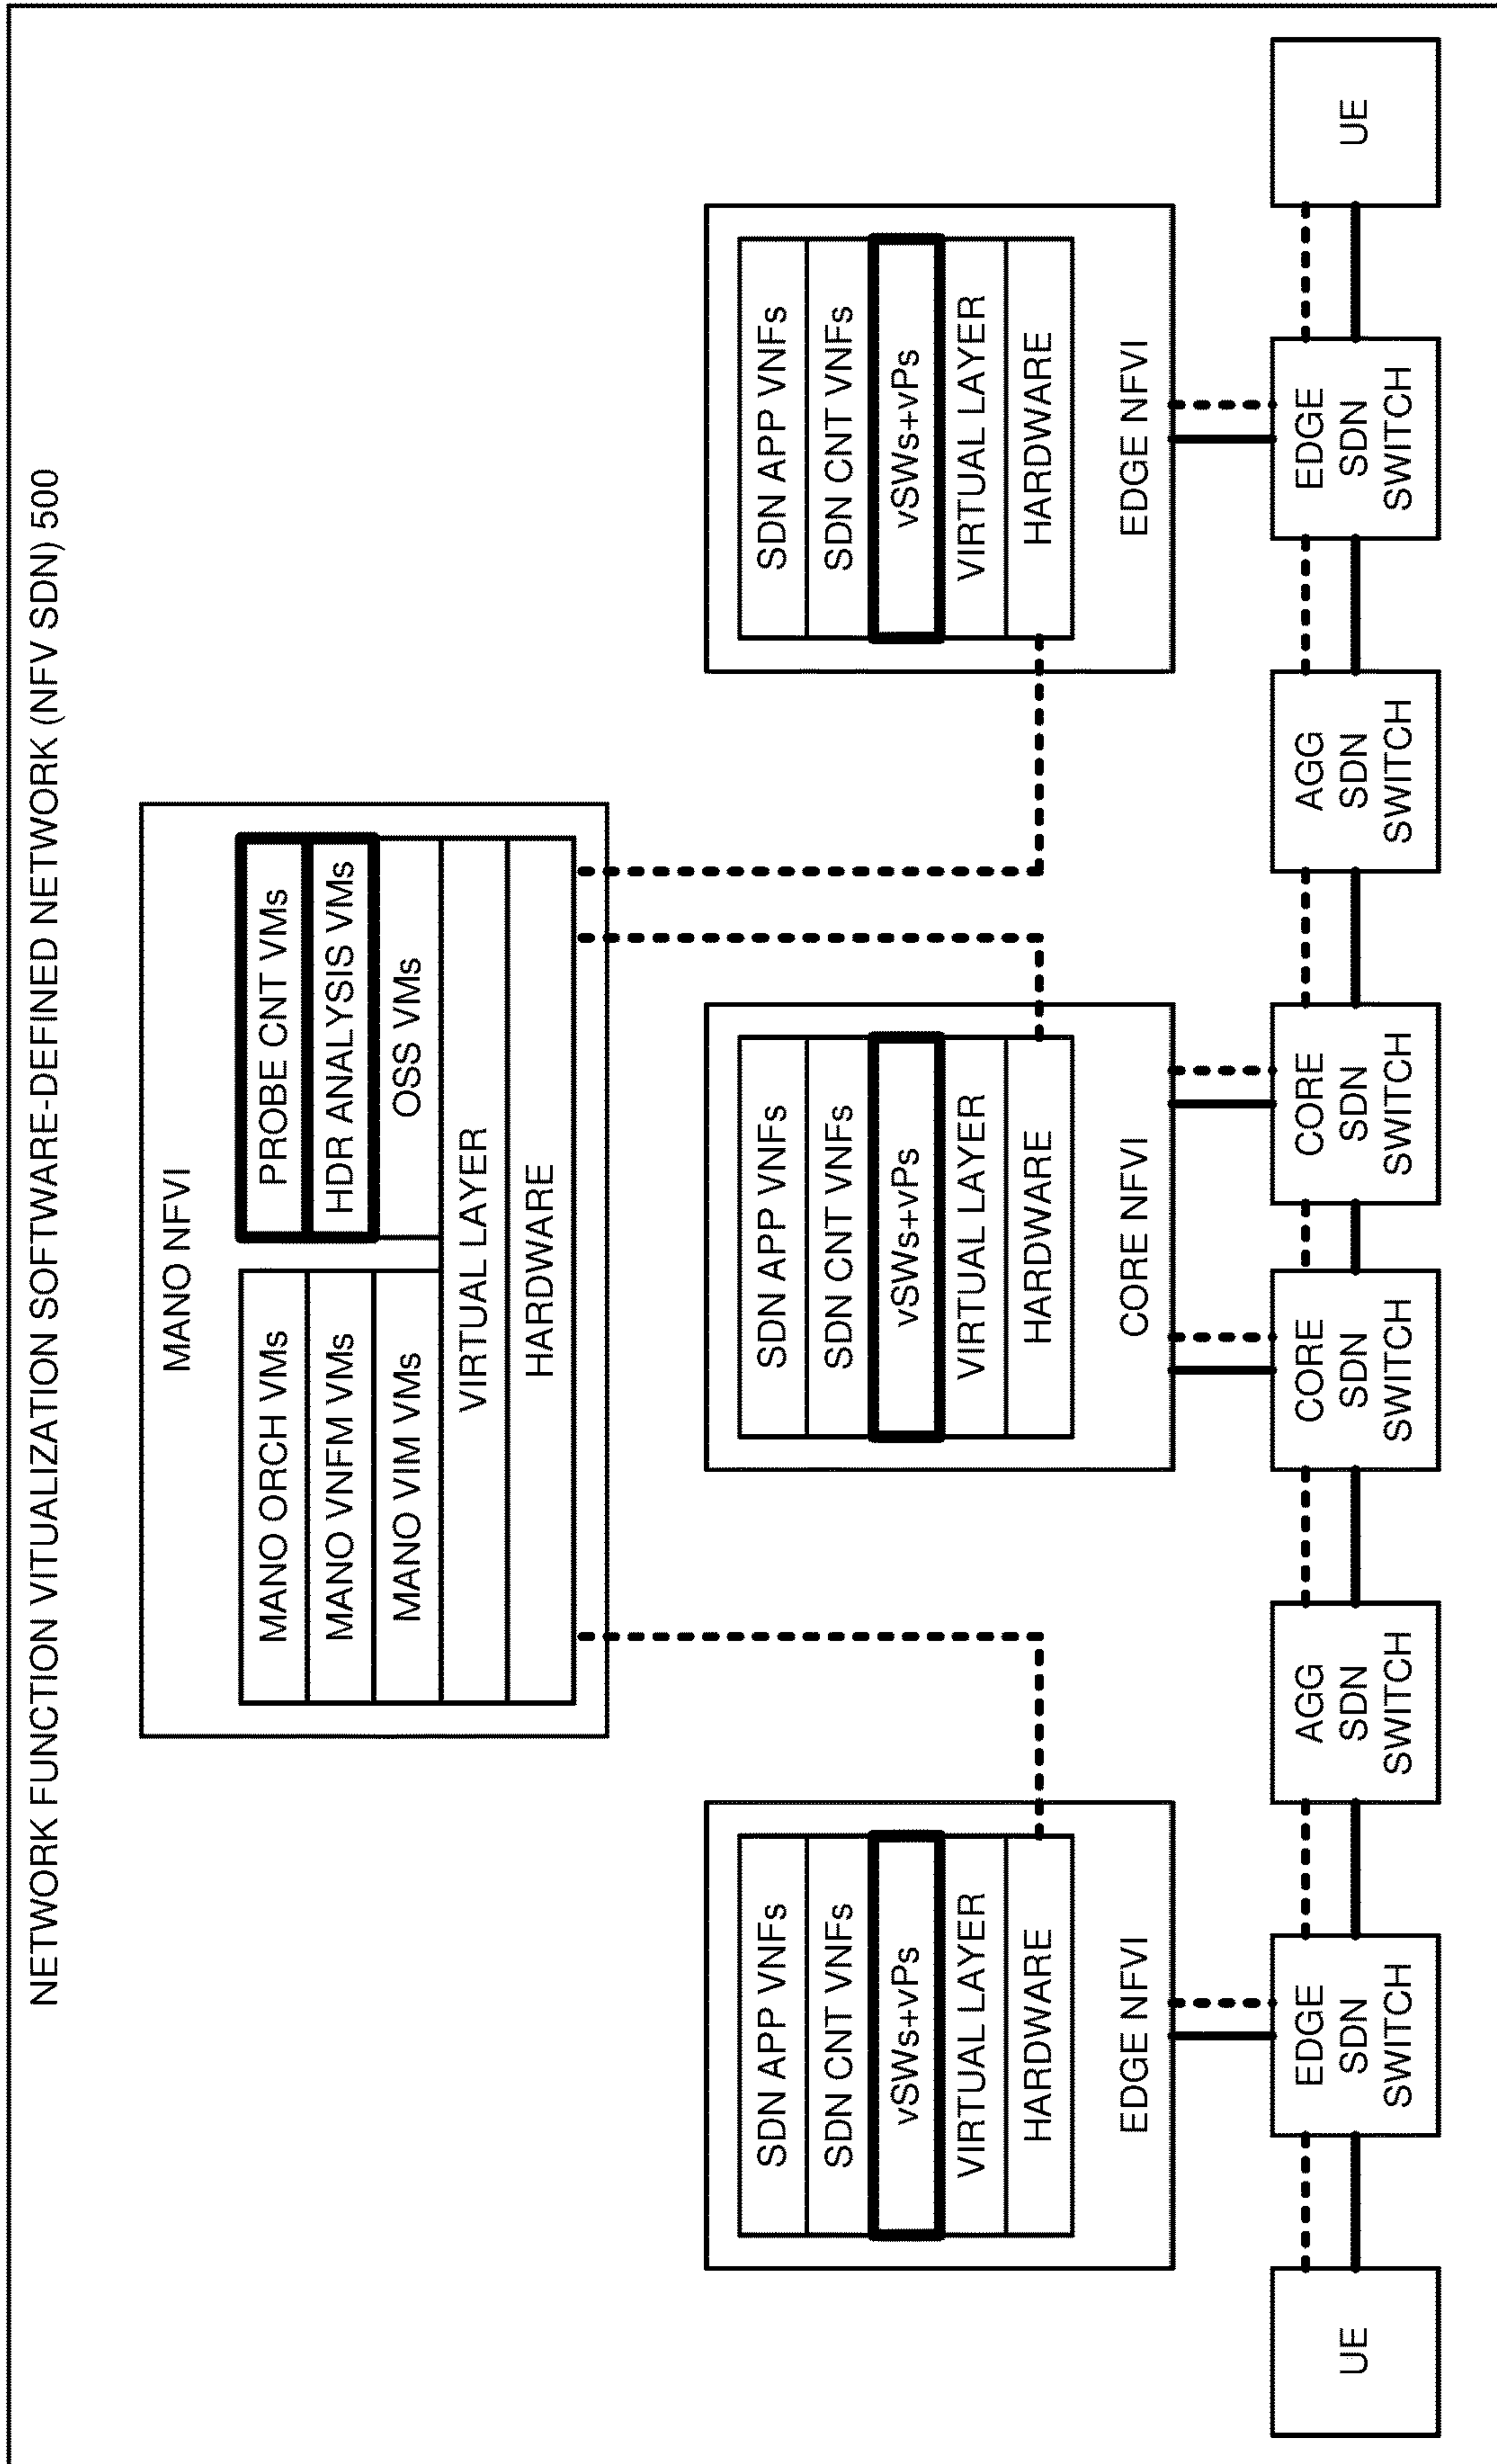 NETWORK FUNCTION VITUALIZATION SOFTWARE-DEFINED NETWORK (NFV SDN) 500
MANO NFVI
MANO ORCH VMs
MANO VNFM VMs
MANO VIM VMs
PROBE CNT VMs
HDR ANALYSIS VMs
OSS VMs
VIRTUAL LAYER
HARDWARE
SDN APP VNFs
SDN CNT VNFs
vSWs+vPs
VIRTUAL LAYER
HARDWARE
EDGE NFVI
SDN APP VNFs
SDN CNT VNFs
vSWs+vPs
VIRTUAL LAYER
HARDWARE
CORE NFVI
SDN APP VNFs
SDN CNT VNFs
vSWs+vPs
VIRTUAL LAYER
HARDWARE
EDGE NFVI
UE
EDGE
SDN
SWITCH
AGG
SDN
SWITCH
CORE
SDN
SWITCH
CORE
SDN
SWITCH
AGG
SDN
SWITCH
EDGE
SDN
SWITCH
UE